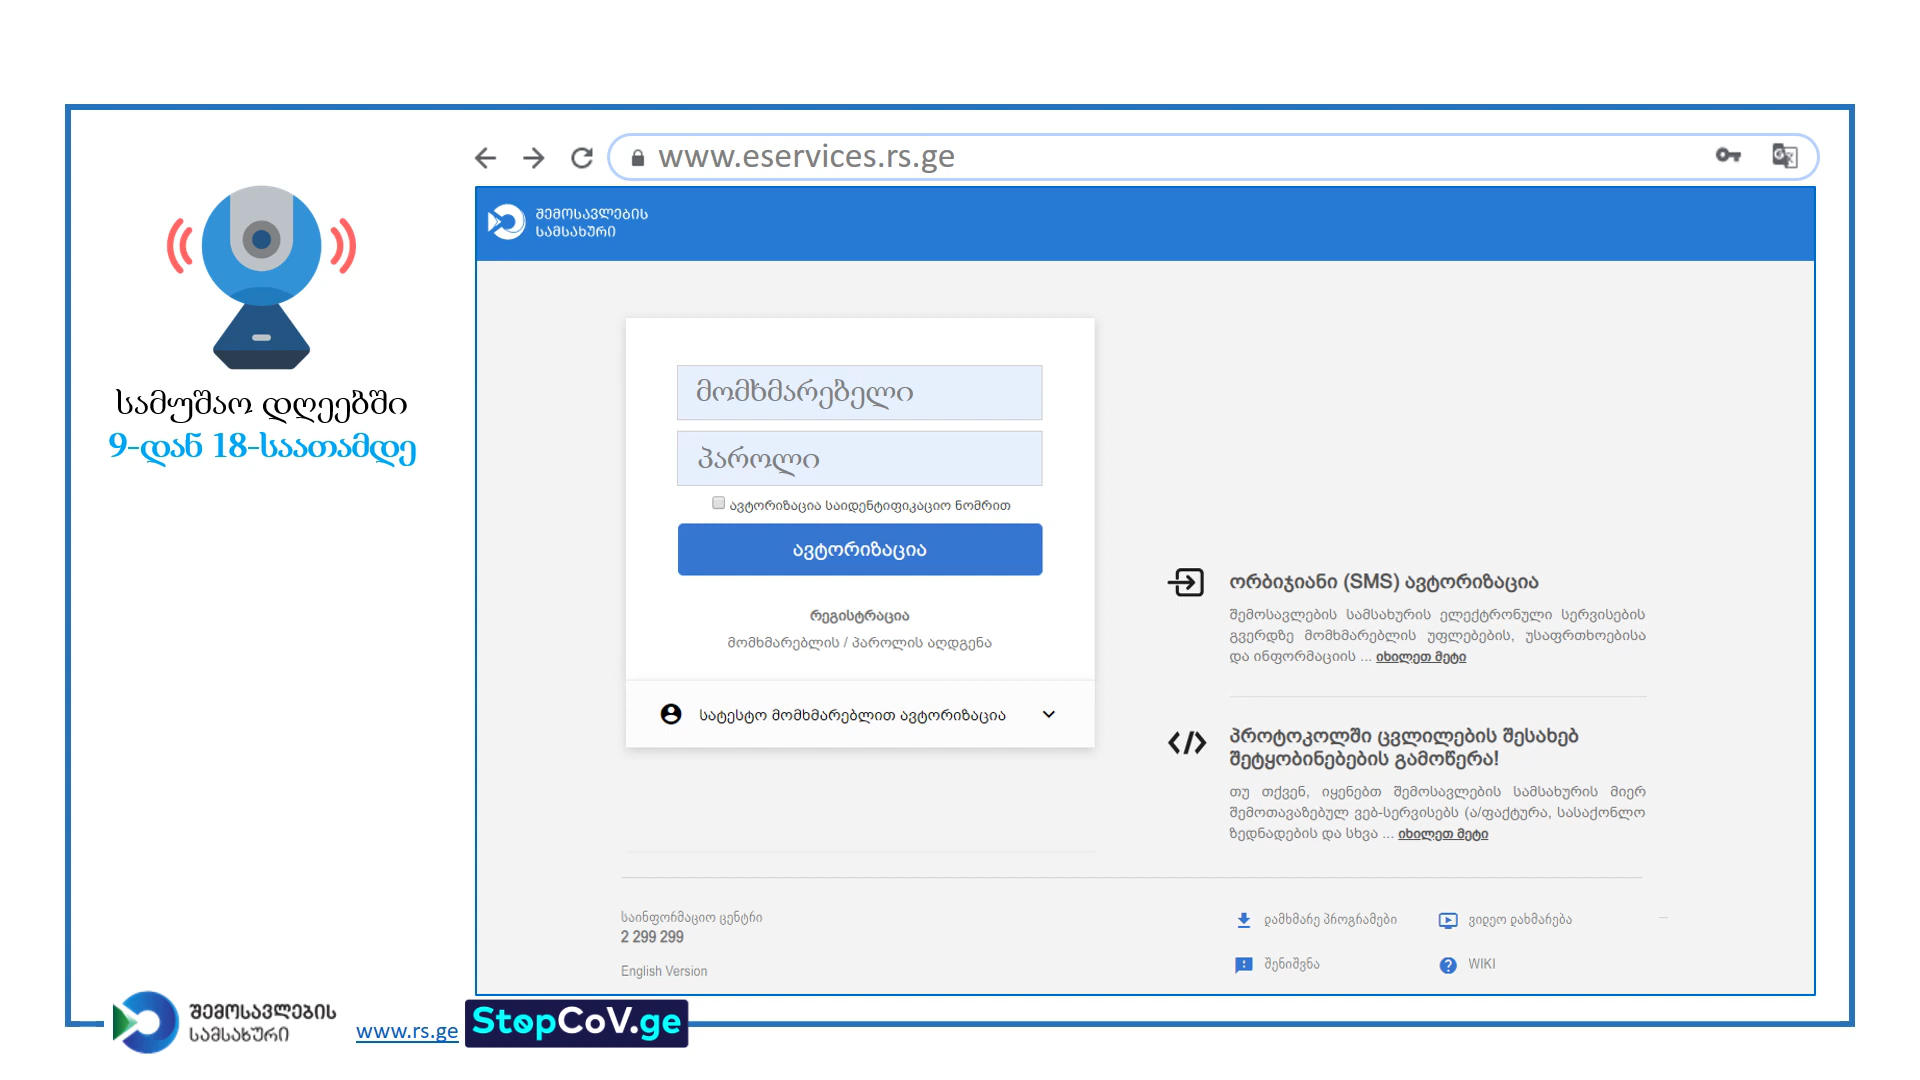 www.eservices.rs.ge
შემოსავლების
სამსახური
სამუშაო დღეებში
9-დან 18-საათამდე
მომხმარებელი
პაროლი
ავტორიზაცია საიდენტიფიკაციო ნომრით
ავტორიზაცია
რეგისტრაცია
მომხმარებლის / პაროლის აღდგენა
სატესტო მომხმარებლით ავტორიზაცია
ორბიჯიანი (SMS) ავტორიზაცია
შემოსავლების სამსახურის ელექტრონული სერვისების
გვერდზე მომხმარებლის უფლებების, უსაფრთხოებისა
და ინფორმაციის ... იხილეთ მეტი
პროტოკოლში ცვლილების შესახებ
შეტყობინებების გამოწერა!
თუ თქვენ, იყენებთ შემოსავლების სამსახურის მიერ
შემოთავაზებულ ვებ-სერვისებს (ა/ფაქტურა, სასაქონლო
ზედნადების და სხვა ... იხილეთ მეტი
საინფორმაციო ცენტრი
2 299 299
English Version
დამხმარე პროგრამები
ვიდეო დახმარება
შენიშვნა
WIKI
შემოსავლების
სამსახური
www.rs.ge
StopCoV.ge